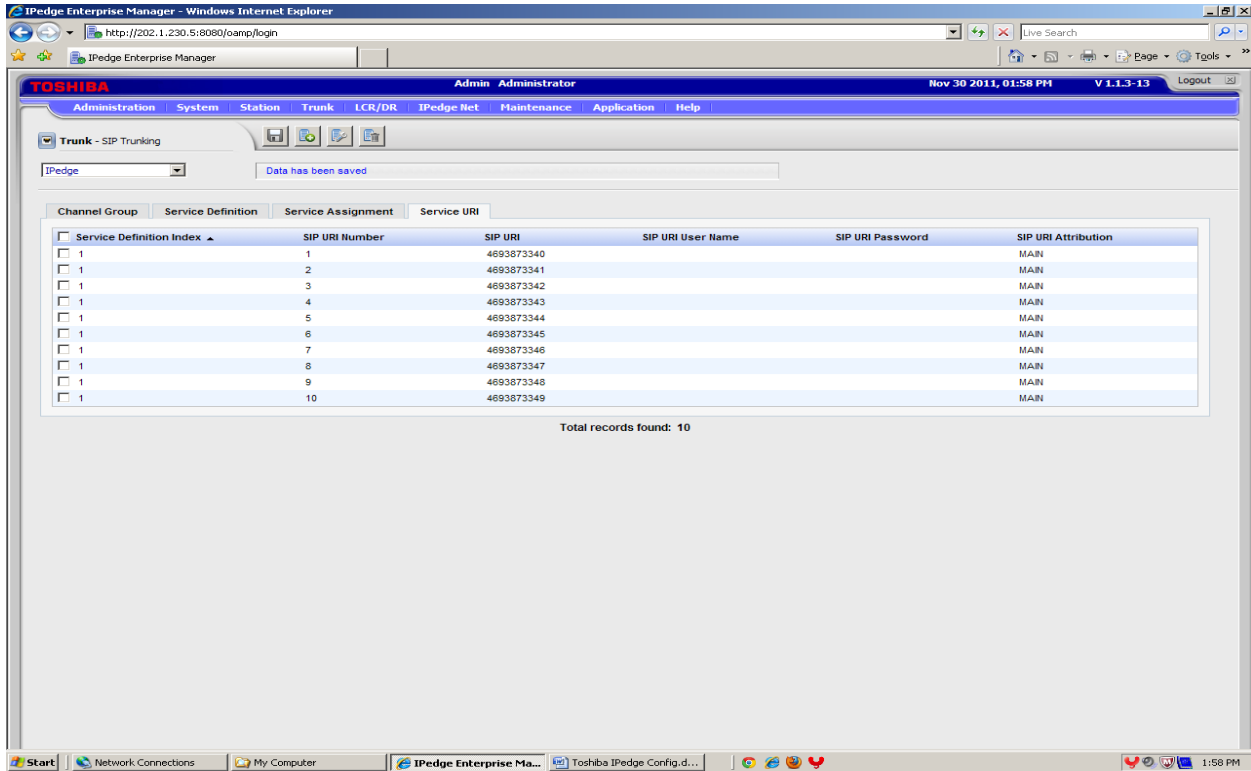 IPedge Enterprise Manager - Windows Internet Explorer
http://202.1.230.5:8080/oamp/login
Live Search
IPedge Enterprise Manager
Page Tools »
TOSHIBA
Admin Administrator
Nov 30 2011, 01:58 PM
V 1.1.3-13
Logout
Administration System Station Trunk LCR/DR IPedge Net Maintenance Application Help
Trunk - SIP Trunking
IPedge
Data has been saved
Channel Group Service Definition Service Assignment Service URI
Service Definition Index SIP URI Number SIP URI SIP URI User Name SIP URI Password SIP URI Attribution
1 1 4693873340 MAIN
1 2 4693873341 MAIN
1 3 4693873342 MAIN
1 4 4693873343 MAIN
1 5 4693873344 MAIN
1 6 4693873345 MAIN
1 7 4693873346 MAIN
1 8 4693873347 MAIN
1 9 4693873348 MAIN
1 10 4693873349 MAIN
Total records found: 10
Start Network Connections My Computer IPedge Enterprise Ma... Toshiba IPedge Config.d... 1:58 PM